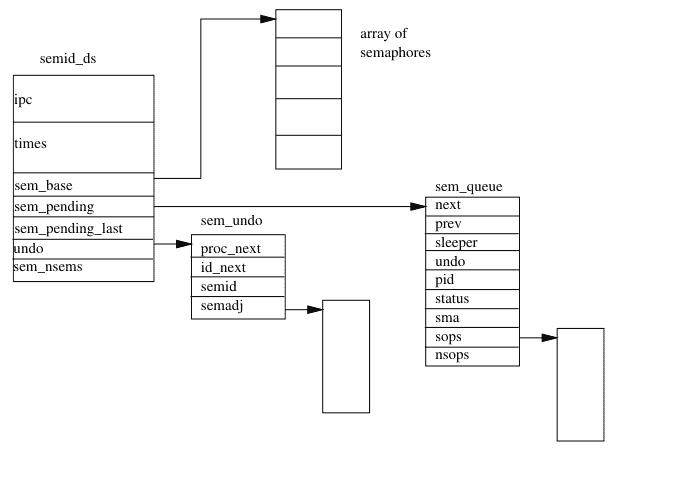 array of
semaphores
semid_ds
ipc
times
sem_base
sem_pending
sem_pending_last
undo
sem_nsems
sem_undo
proc_next
id_next
semid
semadj
sem_queue
next
prev
sleeper
undo
pid
status
sma
sops
nsops